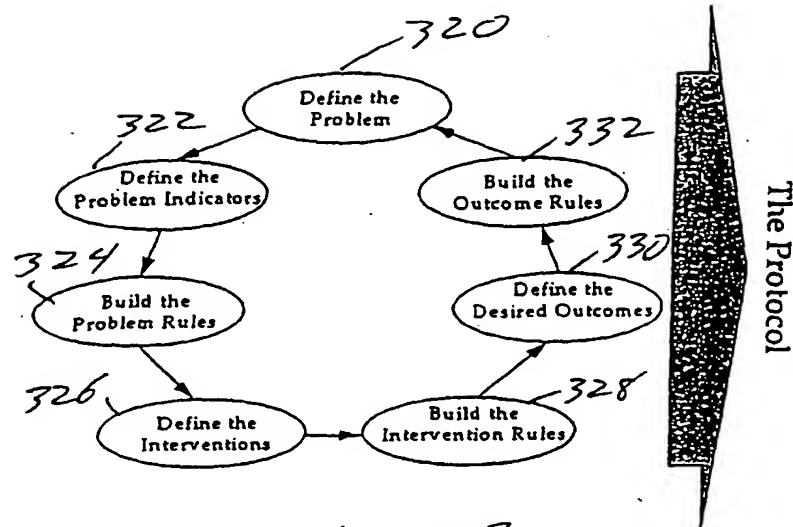 320
Define the
Problem
322
Define the
Problem Indicators
324
Build the
Problem Rules
326
Define the
Interventions
328
Build the
Intervention Rules
330
Define the
Desired Outcomes
332
Build the
Outcome Rules
The Protocol